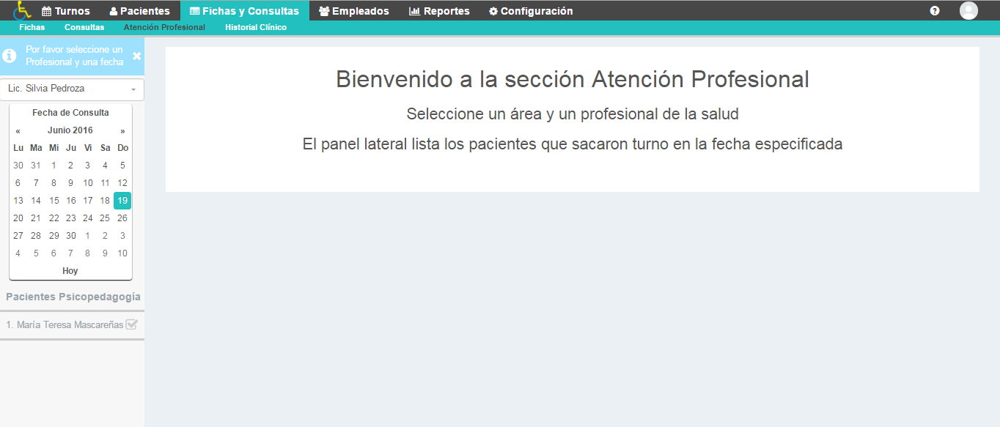 Turnos Pacientes Fichas y Consultas Empleados Reportes Configuración
Fichas Consultas Atención Profesional Historial Clínico
Por favor seleccione un
Profesional y una fecha
Lic. Silvia Pedroza
Fecha de Consulta
« Junio 2016 »
Lu Ma Mi Ju Vi Sa Do
30 31 1 2 3 4 5
6 7 8 9 10 11 12
13 14 15 16 17 18 19
20 21 22 23 24 25 26
27 28 29 30 1 2 3
4 5 6 7 8 9 10
Hoy
Pacientes Psicopedagogía
1. María Teresa Mascareñas
Bienvenido a la sección Atención Profesional
Seleccione un área y un profesional de la salud
El panel lateral lista los pacientes que sacaron turno en la fecha especificada